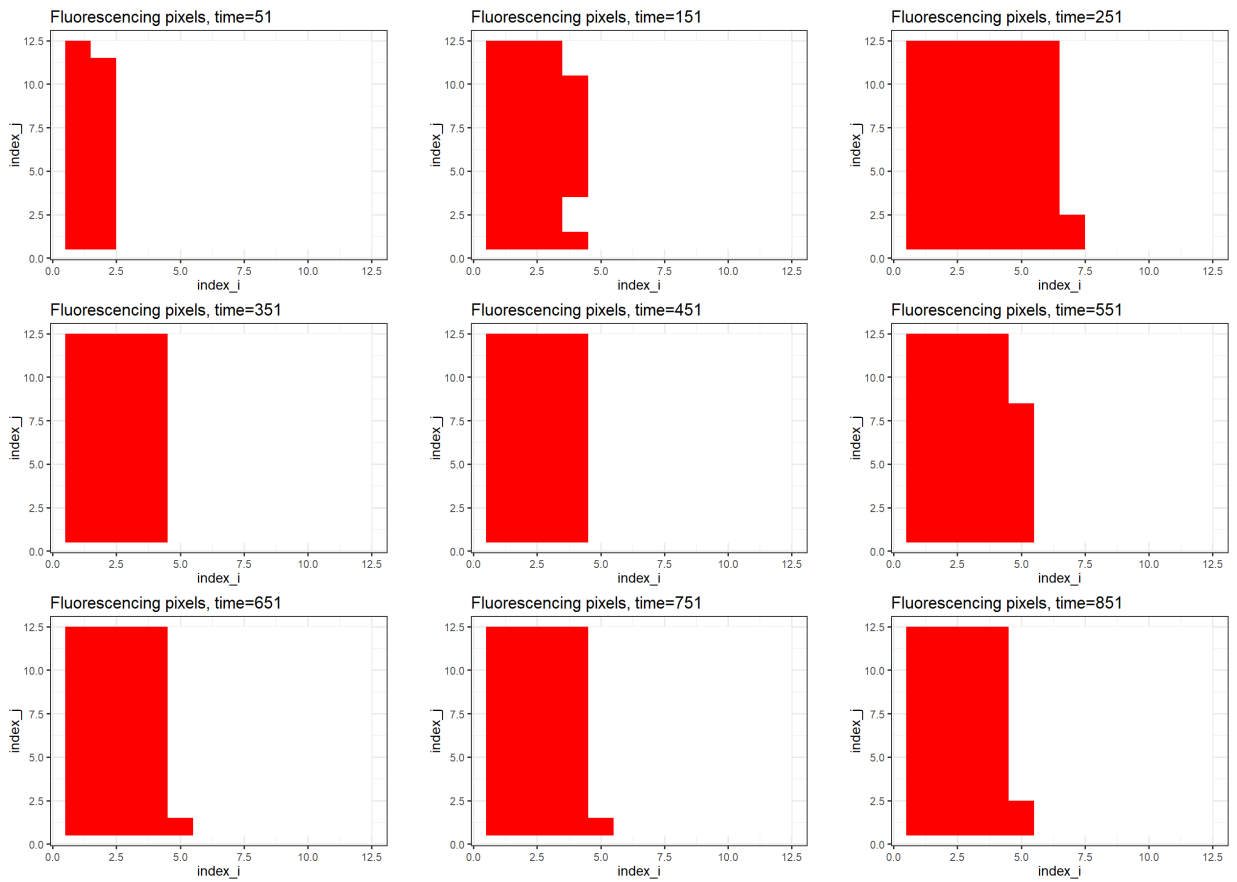 Fluorescencing pixels, time=51
12.5
10.0
7.5
5.0
2.5
0.0
index_j
0.0 2.5 5.0 7.5 10.0 12.5
index_i
Fluorescencing pixels, time=151
12.5
10.0
7.5
5.0
2.5
0.0
index_j
0.0 2.5 5.0 7.5 10.0 12.5
index_i
Fluorescencing pixels, time=251
12.5
10.0
7.5
5.0
2.5
0.0
index_j
0.0 2.5 5.0 7.5 10.0 12.5
index_i
Fluorescencing pixels, time=351
12.5
10.0
7.5
5.0
2.5
0.0
index_j
0.0 2.5 5.0 7.5 10.0 12.5
index_i
Fluorescencing pixels, time=451
12.5
10.0
7.5
5.0
2.5
0.0
index_j
0.0 2.5 5.0 7.5 10.0 12.5
index_i
Fluorescencing pixels, time=551
12.5
10.0
7.5
5.0
2.5
0.0
index_j
0.0 2.5 5.0 7.5 10.0 12.5
index_i
Fluorescencing pixels, time=651
12.5
10.0
7.5
5.0
2.5
0.0
index_j
0.0 2.5 5.0 7.5 10.0 12.5
index_i
Fluorescencing pixels, time=751
12.5
10.0
7.5
5.0
2.5
0.0
index_j
0.0 2.5 5.0 7.5 10.0 12.5
index_i
Fluorescencing pixels, time=851
12.5
10.0
7.5
5.0
2.5
0.0
index_j
0.0 2.5 5.0 7.5 10.0 12.5
index_i